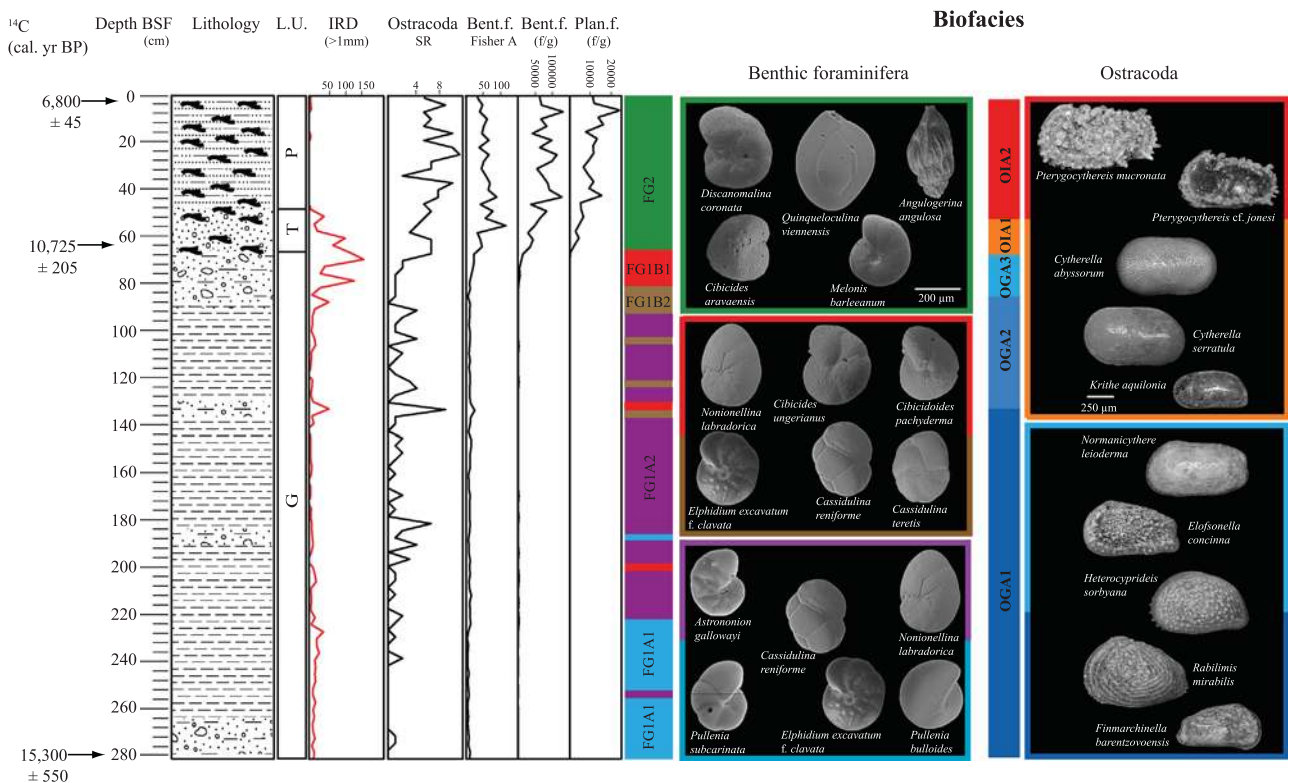 Biofacies
14C
(cal. yr BP)
Depth BSF
(cm)
Lithology
L.U.
IRD
(>1mm)
Ostracoda
SR
Bent.f.
Fisher A
Bent.f.
(f/g)
Plan.f.
(f/g)
Benthic foraminifera
Ostracoda
50 100 150
4 8
50 100
500000
100000
10000
20000
6,800
± 45
10,725
± 205
15,300
± 550
0
20
40
60
80
100
120
140
160
180
200
220
240
260
280
P
T
G
FG2
FG1B1
FG1B2
FG1A2
FG1A1
FG1A1
Discanomalina
coronata
Quinqueloculina
viennensis
Angulogerina
angulosa
Cibicides
aravaensis
Melonis
barleeanum
200 µm
Nonionellina
labradorica
Cibicides
ungerianus
Cibicidoides
pachyderma
Elphidium excavatum
f. clavata
Cassidulina
reniforme
Cassidulina
teretis
Astrononion
gallowayi
Cassidulina
reniforme
Nonionellina
labradorica
Pullenia
subcarinata
Elphidium excavatum
f. clavata
Pullenia
bulloides
OIA2
OIA1
OGA3
OGA2
OGA1
Pterygocythereis mucronata
Pterygocythereis cf. jonesi
Cytherella
abyssorum
Cytherella
serratula
Krithe aquilonia
250 µm
Normanicythere
leioderma
Elofsonella
concinna
Heterocyprideis
sorbyana
Rabilimis
mirabilis
Finmarchinella
barentzovoensis